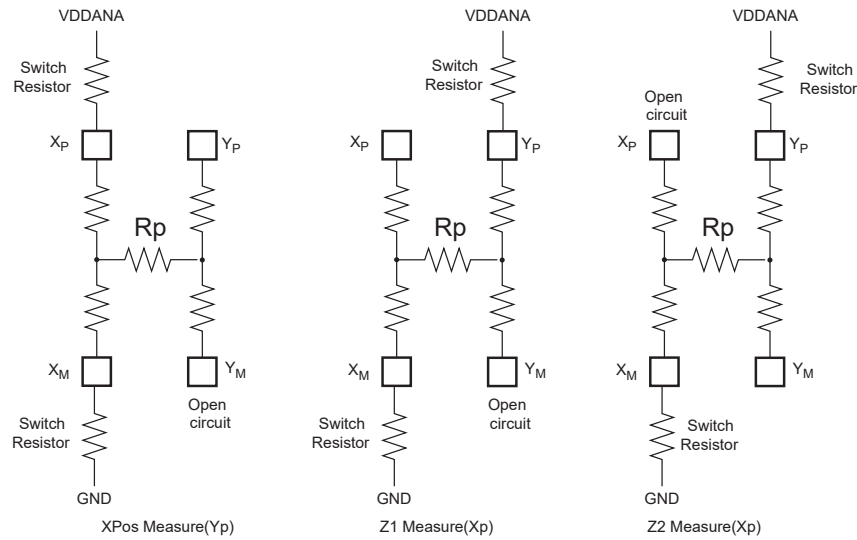 VDDANA
Switch
Resistor
XP
YP
Rp
XM
YM
Open
circuit
Switch
Resistor
GND
XPos Measure(Yp)
VDDANA
Switch
Resistor
XP
YP
Rp
XM
YM
Open
circuit
Switch
Resistor
GND
Z1 Measure(Xp)
VDDANA
Switch
Resistor
Open
circuit
XP
YP
Rp
XM
YM
Switch
Resistor
GND
Z2 Measure(Xp)